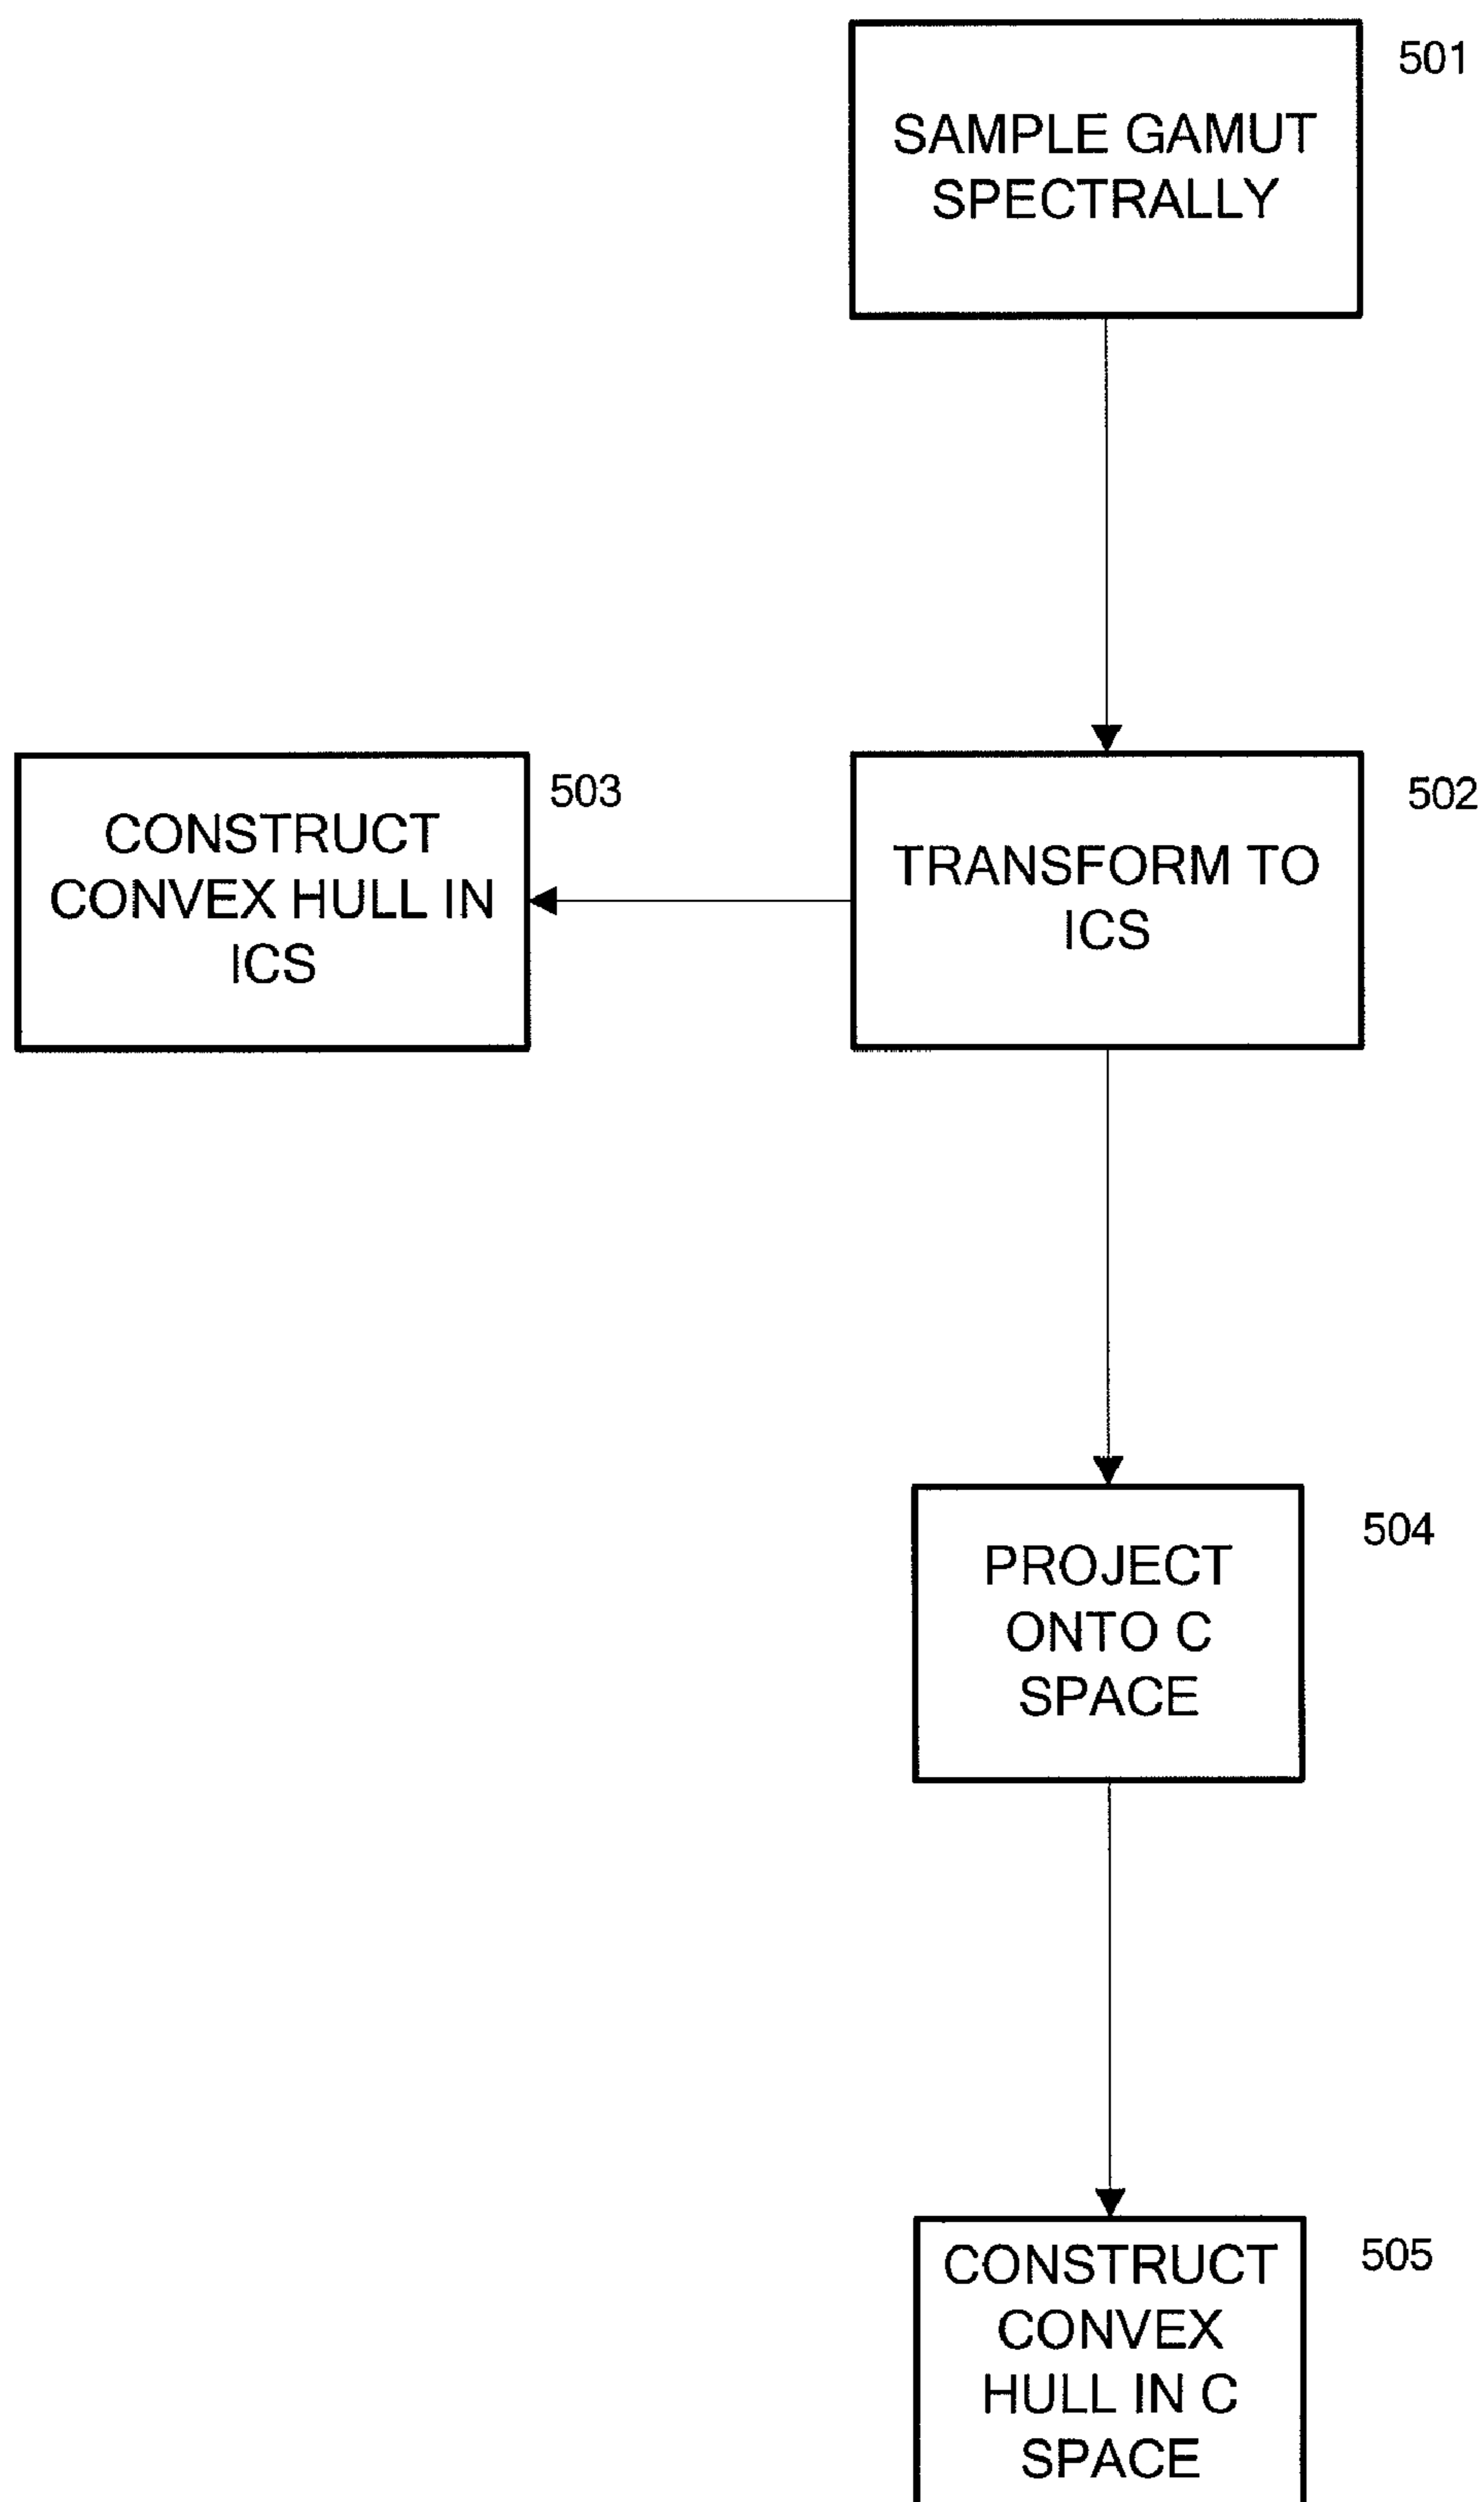 501
SAMPLE GAMUT
SPECTRALLY
503
CONSTRUCT
CONVEX HULL IN
ICS
502
TRANSFORM TO
ICS
504
PROJECT
ONTO C
SPACE
505
CONSTRUCT
CONVEX
HULL IN C
SPACE